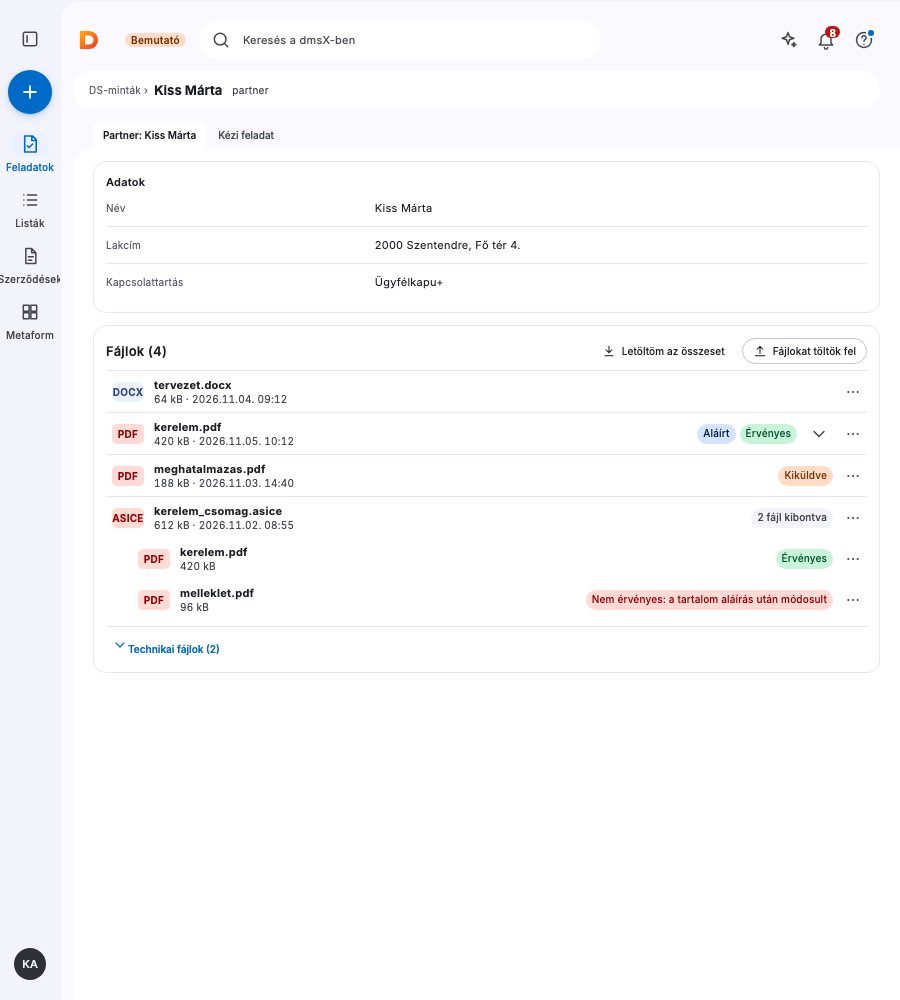 Bemutató
Keresés a dmsX-ben
8
DS-minták › Kiss Márta partner
Feladatok
Listák
Szerződések
Metaform
KA
Partner: Kiss Márta
Kézi feladat
Adatok
Név
Kiss Márta
Lakcím
2000 Szentendre, Fő tér 4.
Kapcsolattartás
Ügyfélkapu+
Fájlok (4)
Letöltöm az összeset
Fájlokat töltök fel
DOCX
tervezet.docx
64 kB · 2026.11.04. 09:12
PDF
kerelem.pdf
420 kB · 2026.11.05. 10:12
Aláírt
Érvényes
PDF
meghatalmazas.pdf
188 kB · 2026.11.03. 14:40
Kiküldve
ASICE
kerelem_csomag.asice
612 kB · 2026.11.02. 08:55
2 fájl kibontva
PDF
kerelem.pdf
420 kB
Érvényes
PDF
melleklet.pdf
96 kB
Nem érvényes: a tartalom aláírás után módosult
Technikai fájlok (2)